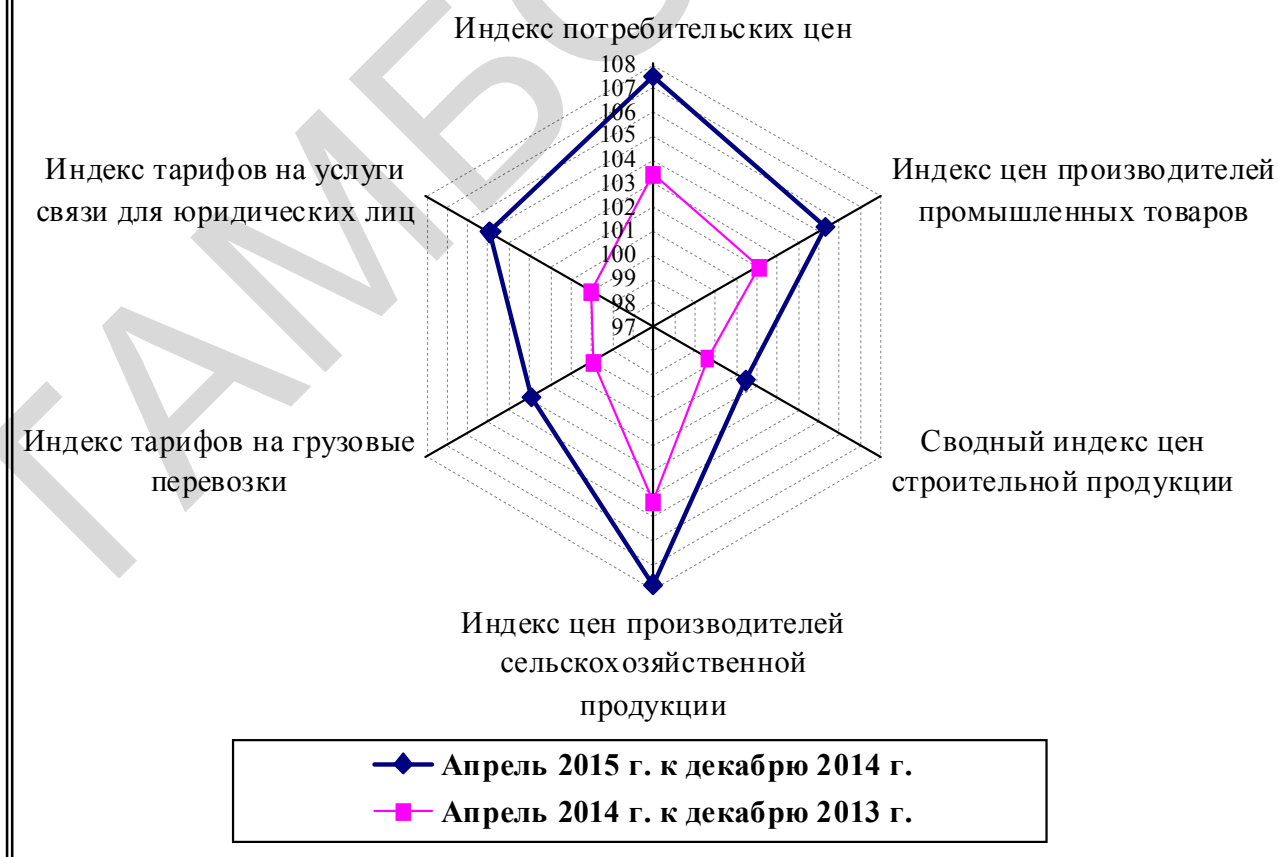 Индекс потребительских цен
108
107
106
105
104
103
102
101
100
99
98
97
Индекс тарифов на услуги
связи для юридических лиц
Индекс цен производителей
промышленных товаров
Индекс тарифов на грузовые
перевозки
Сводный индекс цен
строительной продукции
Индекс цен производителей
сельскохозяйственной
продукции
Апрель 2015 г. к декабрю 2014 г.
Апрель 2014 г. к декабрю 2013 г.